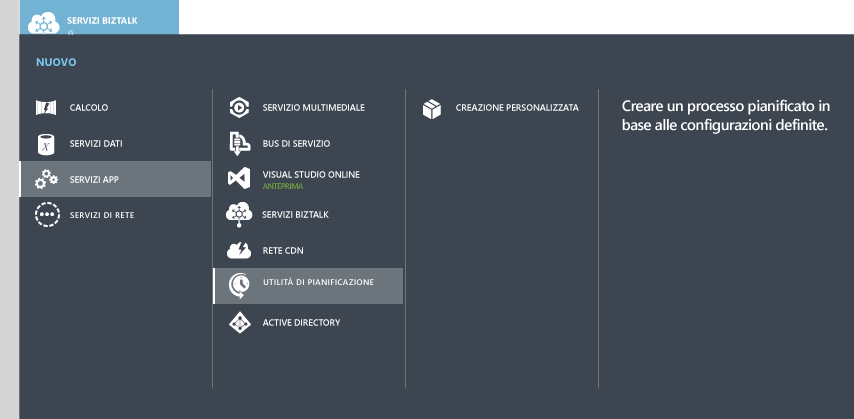 SERVIZI BIZTALK
0
NUOVO
CALCOLO
SERVIZI DATI
SERVIZI APP
SERVIZI DI RETE
SERVIZIO MULTIMEDIALE
BUS DI SERVIZIO
VISUAL STUDIO ONLINE
ANTEPRIMA
SERVIZI BIZTALK
RETE CDN
UTILITÀ DI PIANIFICAZIONE
ACTIVE DIRECTORY
CREAZIONE PERSONALIZZATA
Creare un processo pianificato in
base alle configurazioni definite.